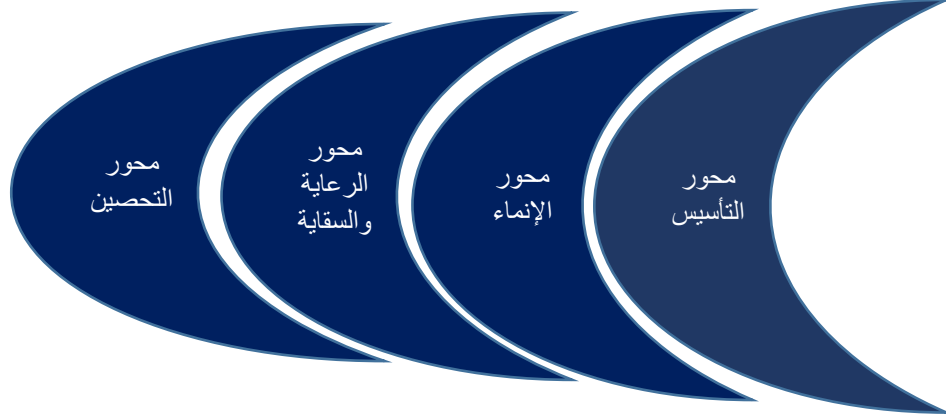 محور
التأسيس
محور
الإنماء
محور
الرعاية
والسقاية
محور
التحصين